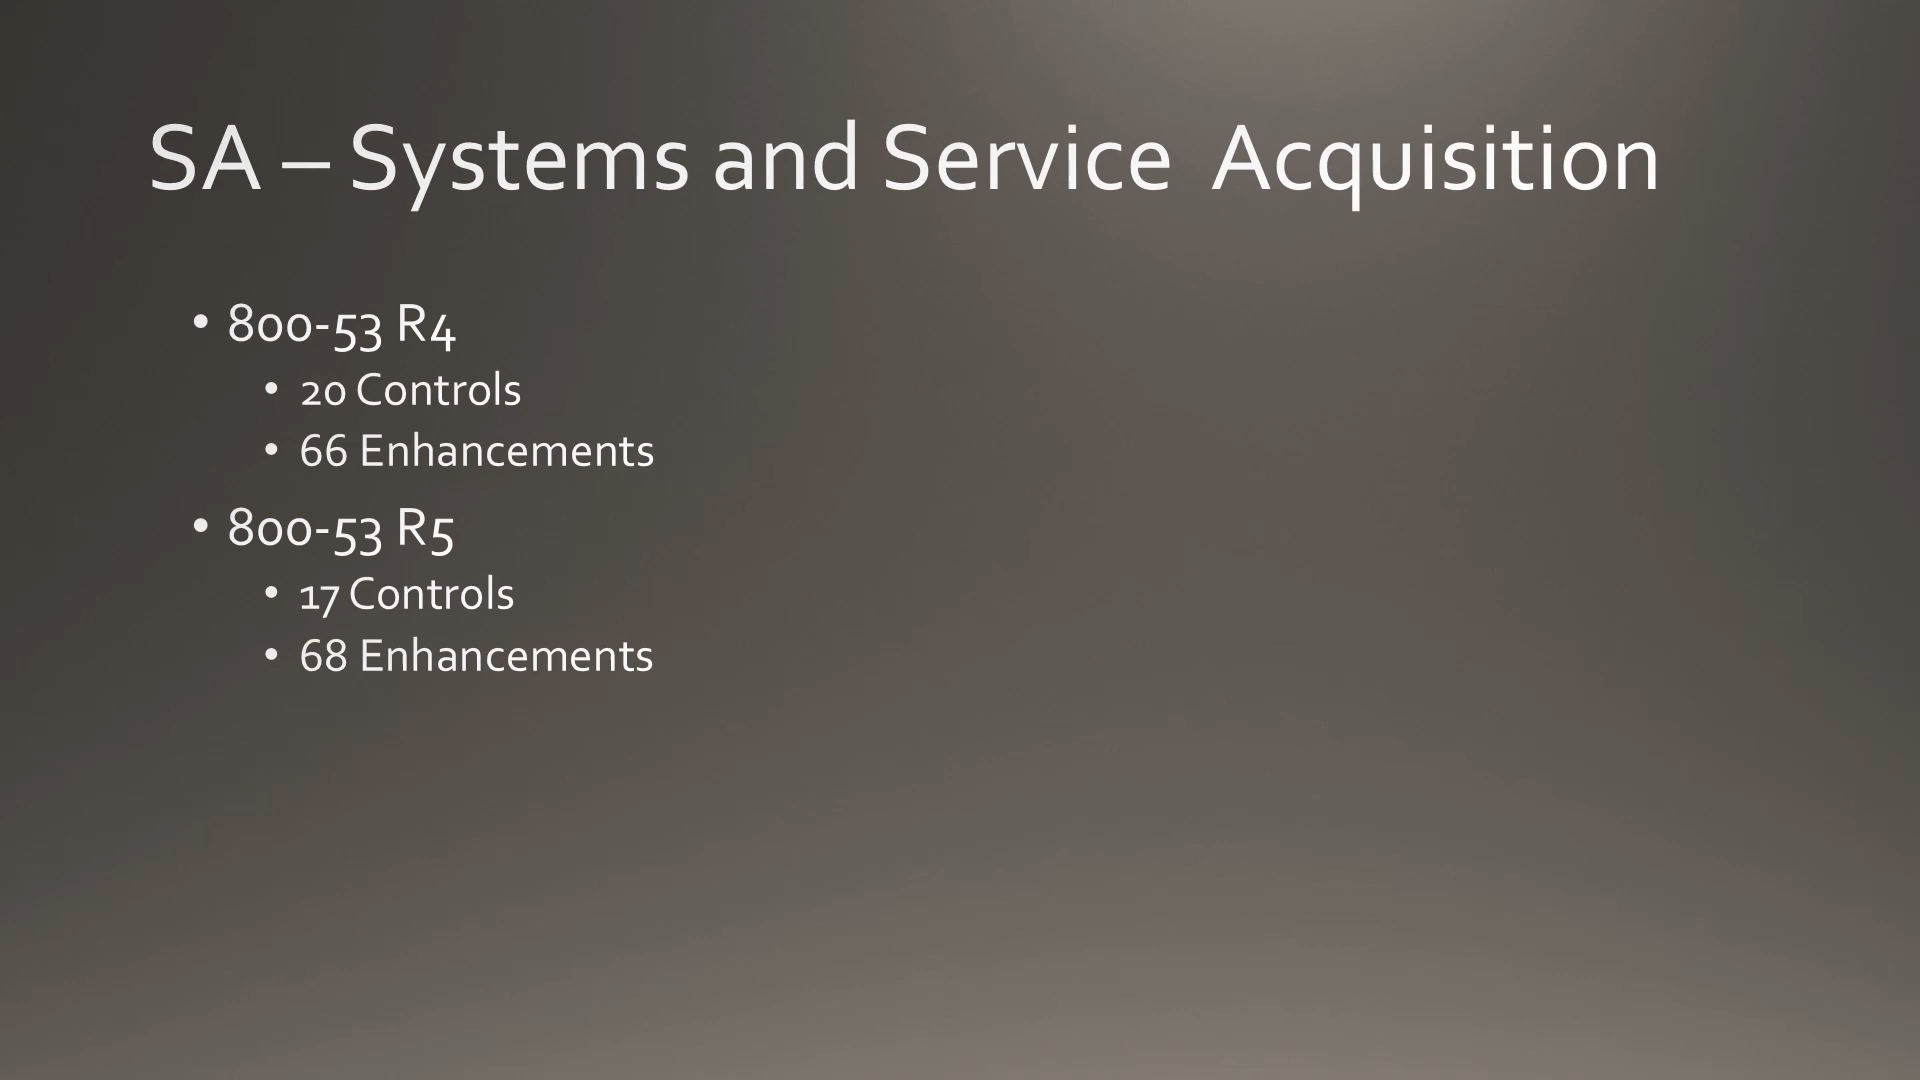 SA – Systems and Service  Acquisition
• 800-53 R4
• 20 Controls
• 66 Enhancements
• 800-53 R5
• 17 Controls
• 68 Enhancements